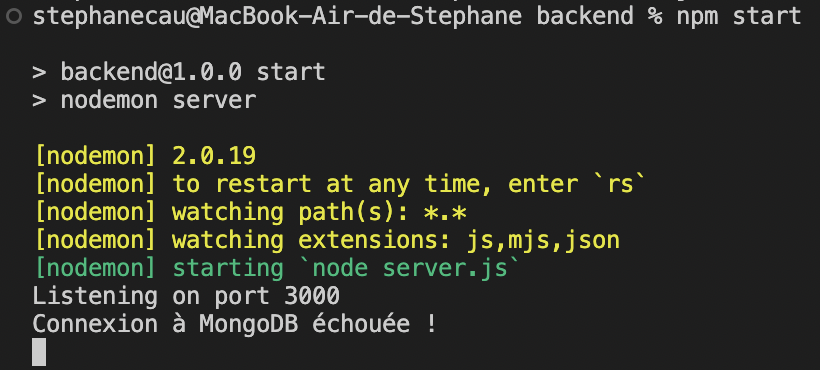 stephanecau@MacBook-Air-de-Stephane backend % npm start
> backend@1.0.0 start
> nodemon server
[nodemon] 2.0.19
[nodemon] to restart at any time, enter `rs`
[nodemon] watching path(s): *.*
[nodemon] watching extensions: js,mjs,json
[nodemon] starting `node server.js`
Listening on port 3000
Connexion à MongoDB échouée !